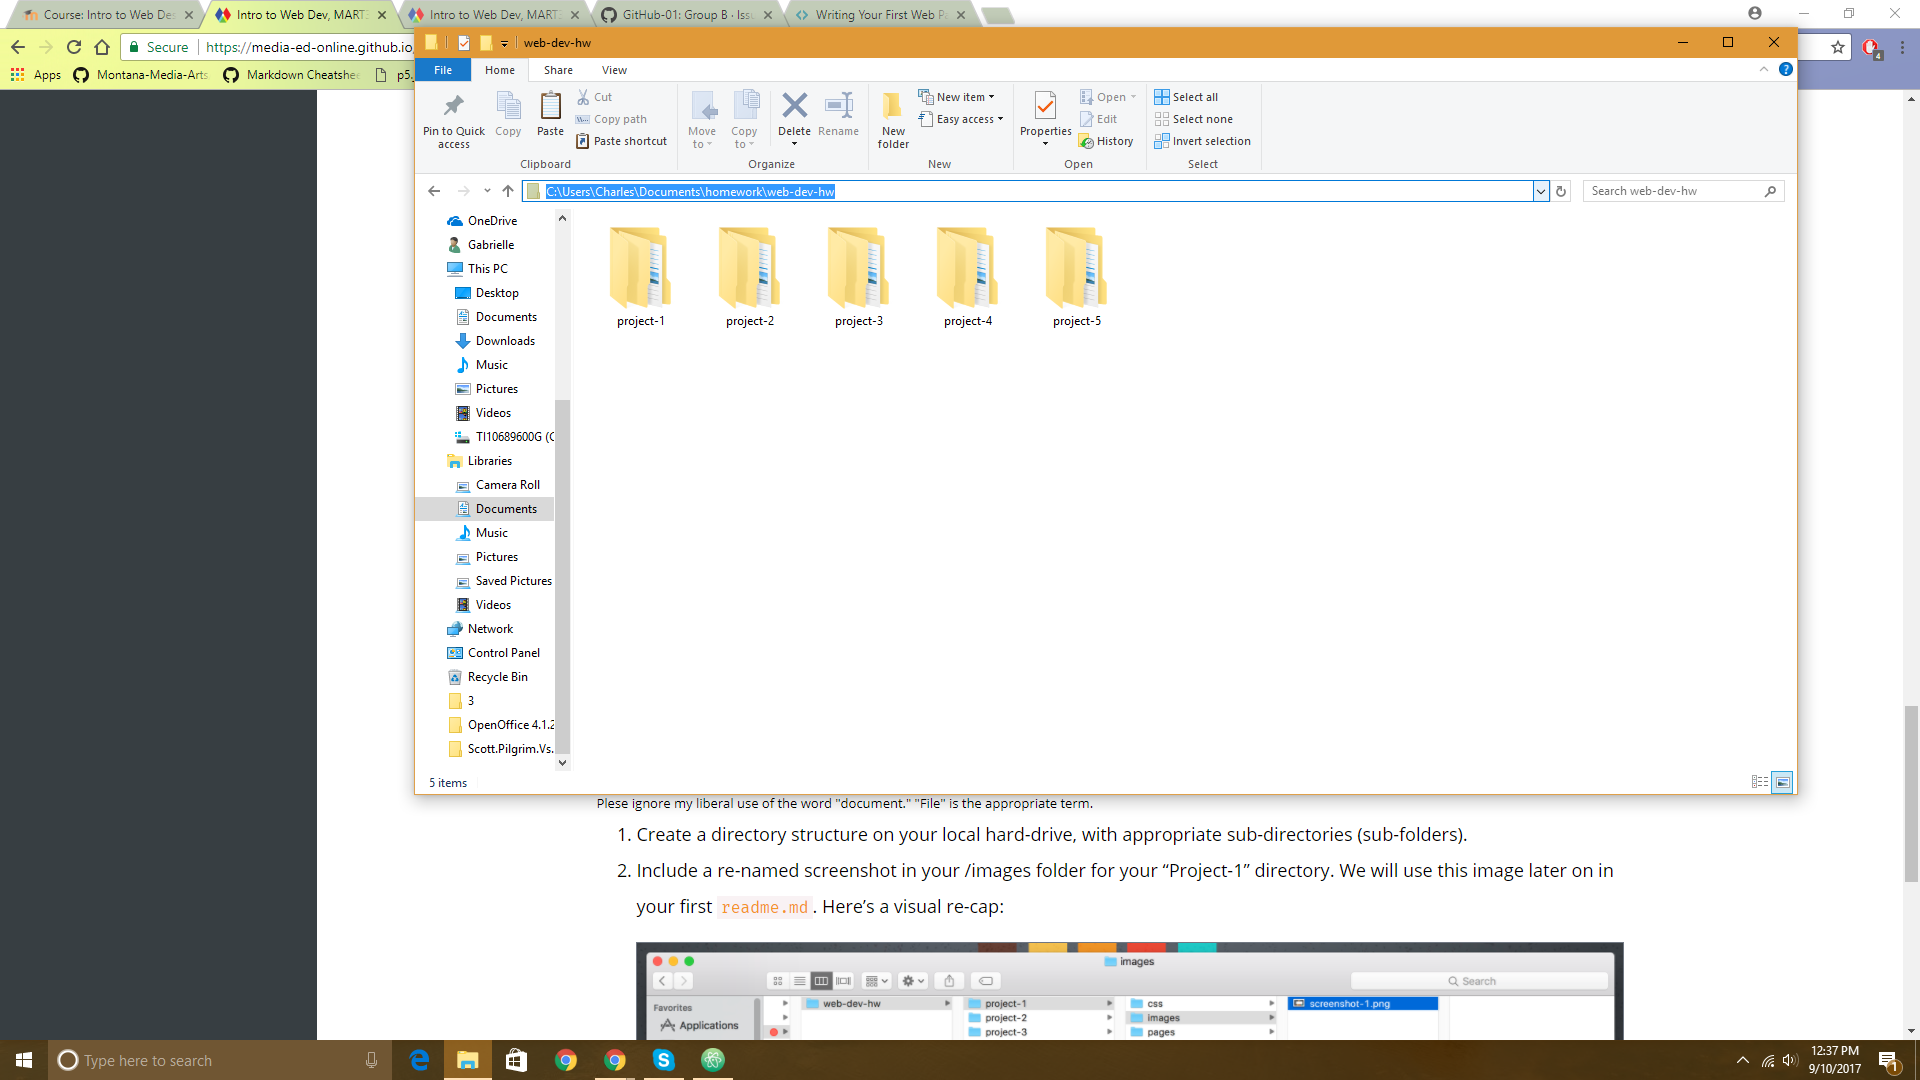 Course: Intro to Web Des
Intro to Web Dev, MART
Intro to Web Dev, MART
GitHub-01: Group B · Iss
Writing Your First Web P
Secure
https://media-ed-online.github.io
Apps
Montana-Media-Arts
Markdown Cheatshe
p5.
web-dev-hw
File
Home
Share
View
Pin to Quick access
Copy
Paste
Cut
Copy path
Paste shortcut
Clipboard
Move to
Copy to
Delete
Rename
Organize
New folder
New item
Easy access
New
Properties
Open
Edit
History
Open
Select all
Select none
Invert selection
Select
C:\Users\Charles\Documents\homework\web-dev-hw
Search web-dev-hw
OneDrive
Gabrielle
This PC
Desktop
Documents
Downloads
Music
Pictures
Videos
TI10689600G (C
Libraries
Camera Roll
Documents
Music
Pictures
Saved Pictures
Videos
Network
Control Panel
Recycle Bin
3
OpenOffice 4.1.2
Scott.Pilgrim.Vs.
project-1
project-2
project-3
project-4
project-5
5 items
Plese ignore my liberal use of the word "document." "File" is the appropriate term.
1. Create a directory structure on your local hard-drive, with appropriate sub-directories (sub-folders).
2. Include a re-named screenshot in your /images folder for your “Project-1” directory. We will use this image later on in
your first readme.md. Here’s a visual re-cap:
images
Search
Favorites
Applications
web-dev-hw
project-1
project-2
project-3
css
images
pages
screenshot-1.png
Type here to search
12:37 PM
9/10/2017
1
4